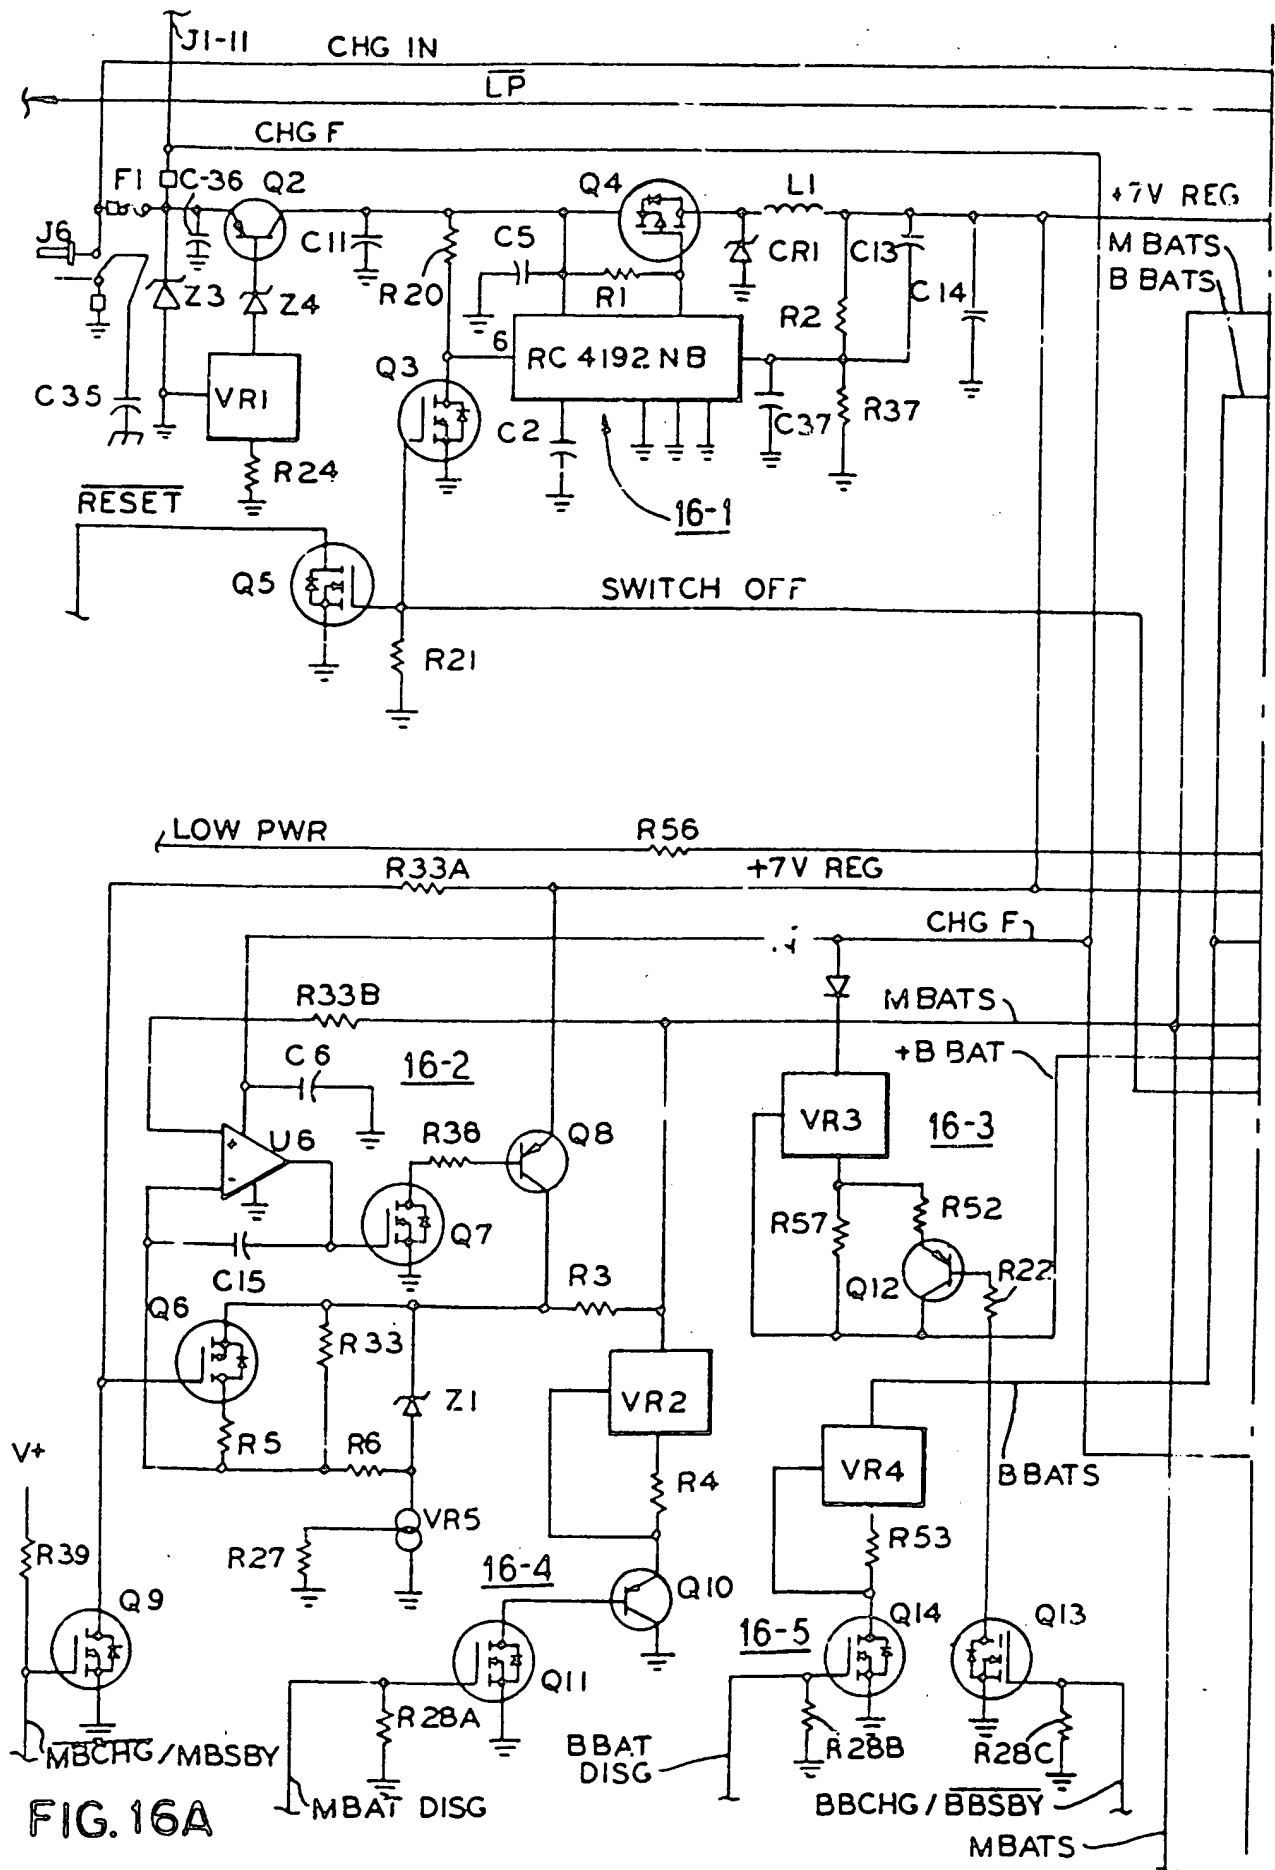 J1-11
CHG IN
LP
CHG F
F1
C-36
Q2
Q4
L1
+7V REG
J6
C11
C5
CR1
C13
M BATS
B BATS
Z3
Z4
R20
R1
C14
R2
6
RC 4192 NB
Q3
VR1
C35
C2
C37
R37
R24
RESET
16-1
Q5
SWITCH OFF
R21
LOW PWR
R56
R33A
+7V REG
CHG F
R33B
MBATS
C6
16-2
+B BAT
U6
R38
Q8
VR3
16-3
Q7
R57
R52
C15
R3
Q12
R22
Q6
R33
Z1
VR2
R5
R6
V+
VR4
B BATS
R4
VR5
R39
R27
R53
16-4
Q9
Q10
Q14
Q13
16-5
Q11
R28A
R28B
R28C
MBCHG/MBSBY
BBAT
DISG
MBAT DISG
BBCHG/BBSBY
FIG. 16A
MBATS